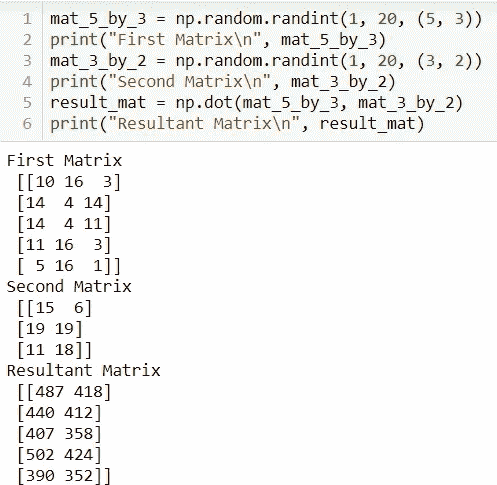 1 mat_5_by_3 = np.random.randint(1, 20, (5, 3))
2 print("First Matrix\n", mat_5_by_3)
3 mat_3_by_2 = np.random.randint(1, 20, (3, 2))
4 print("Second Matrix\n", mat_3_by_2)
5 result_mat = np.dot(mat_5_by_3, mat_3_by_2)
6 print("Resultant Matrix\n", result_mat)
First Matrix
 [[10 16  3]
 [14  4 14]
 [14  4 11]
 [11 16  3]
 [ 5 16  1]]
Second Matrix
 [[15  6]
 [19 19]
 [11 18]]
Resultant Matrix
 [[487 418]
 [440 412]
 [407 358]
 [502 424]
 [390 352]]